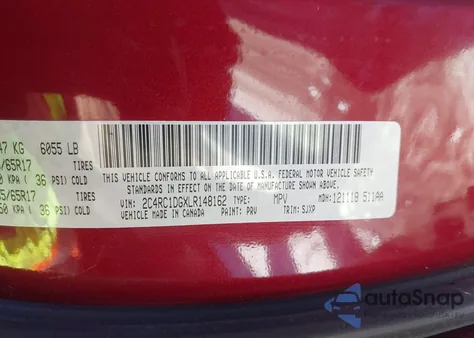 47 KG 6055 LB
/65R17 TIRES
0 KPA ( 36 PSI) COLD
5/65R17 TIRES
50 KPA ( 36 PSI) COLD
THIS VEHICLE CONFORMS TO ALL APPLICABLE U.S.A. FEDERAL MOTOR VEHICLE SAFETY
STANDARDS IN EFFECT ON THE DATE OF MANUFACTURE SHOWN ABOVE.
VIN: 2C4RC1DGXLR148162 TYPE: MPV MDH: 121118 511AA
VEHICLE MADE IN CANADA PAINT: PRV TRIM: SJXP
autoSnap